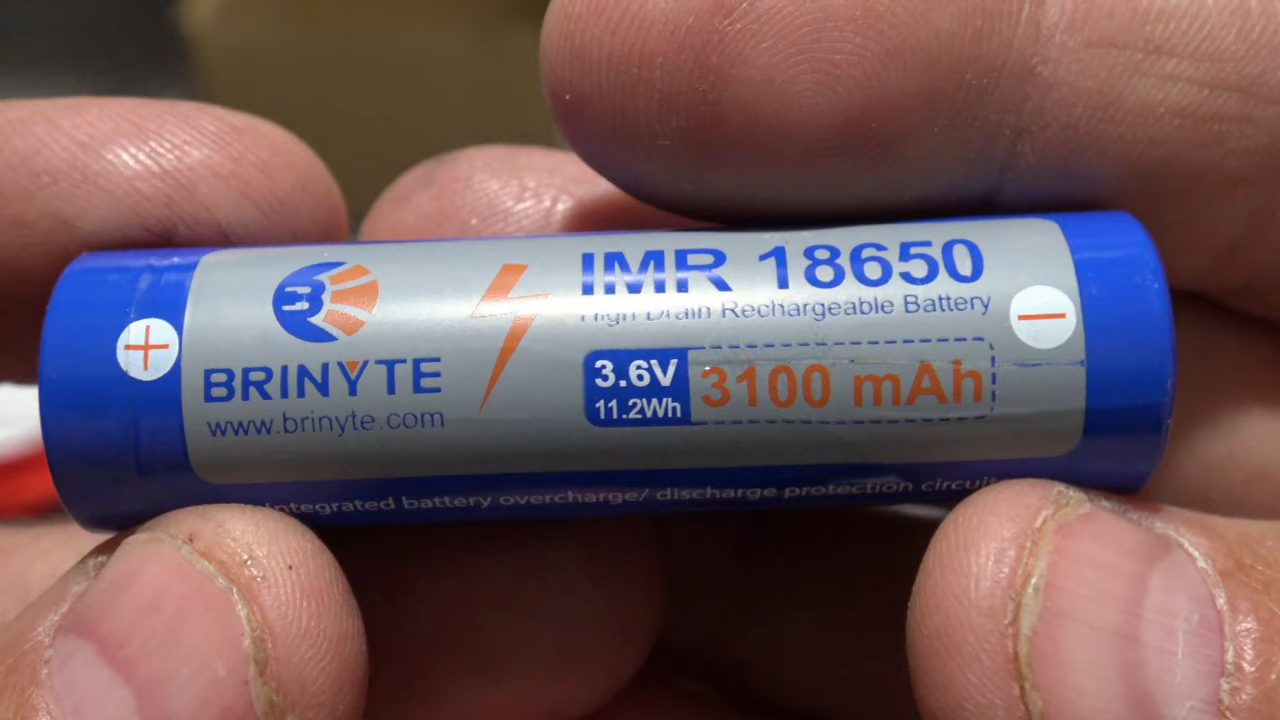 +
BRINYTE
www.brinyte.com
IMR 18650
High Drain Rechargeable Battery
3.6V
11.2Wh
3100 mAh
−
integrated battery overcharge/ discharge protection circuit